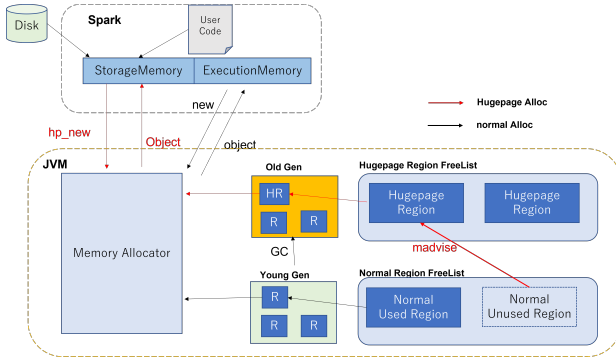 Disk
Spark
User
Code
StorageMemory
ExecutionMemory
new
Hugepage Alloc
normal Alloc
hp_new
Object
object
JVM
Old Gen
Hugepage Region FreeList
HR
R
R
Hugepage
Region
Hugepage
Region
Memory Allocator
GC
madvise
Young Gen
Normal Region FreeList
R
R
R
Normal
Used Region
Normal
Unused Region